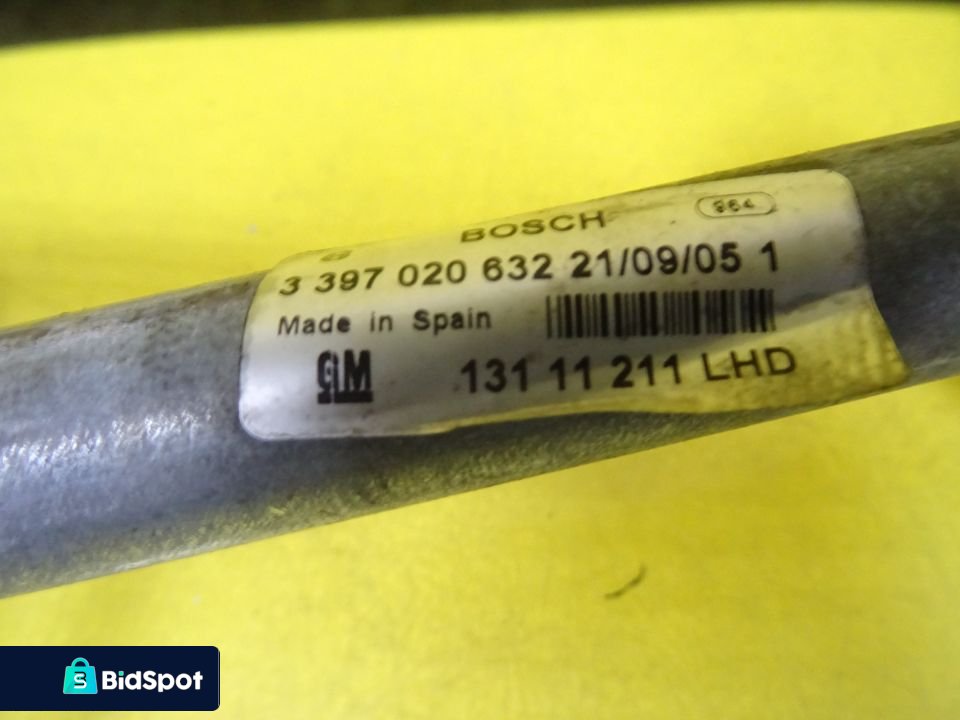 BOSCH 964
3 397 020 632 21/09/05 1
Made in Spain
GM 131 11 211 LHD
BidSpot